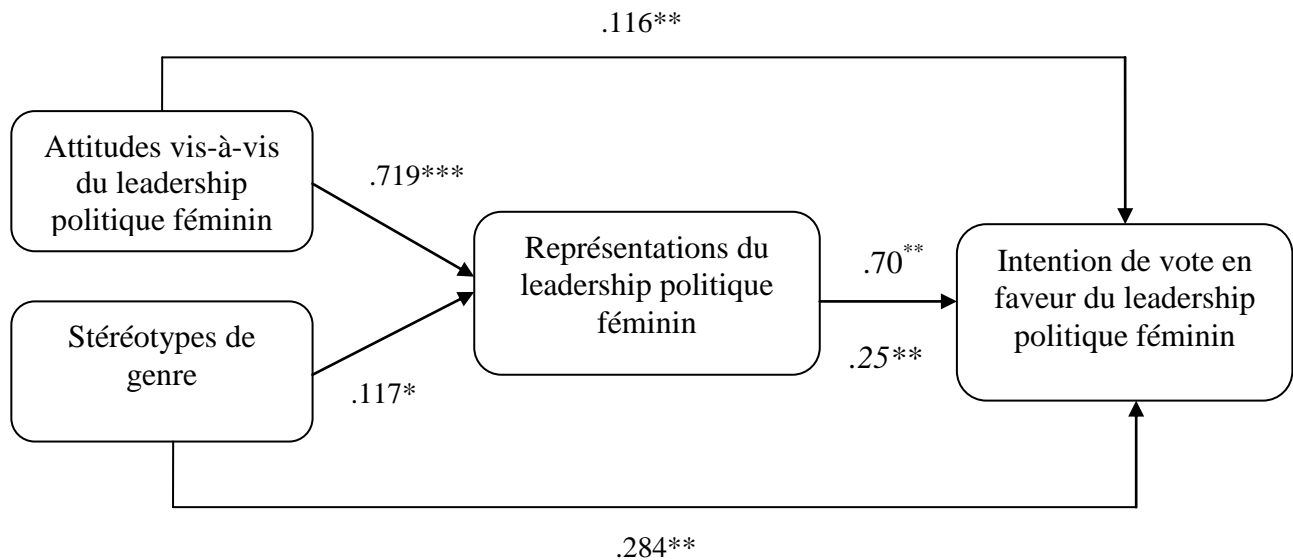 .116**
Attitudes vis-à-vis
du leadership
politique féminin
.719***
Représentations du
leadership politique
féminin
.70**
.25**
Intention de vote en
faveur du leadership
politique féminin
Stéréotypes de
genre
.117*
.284**